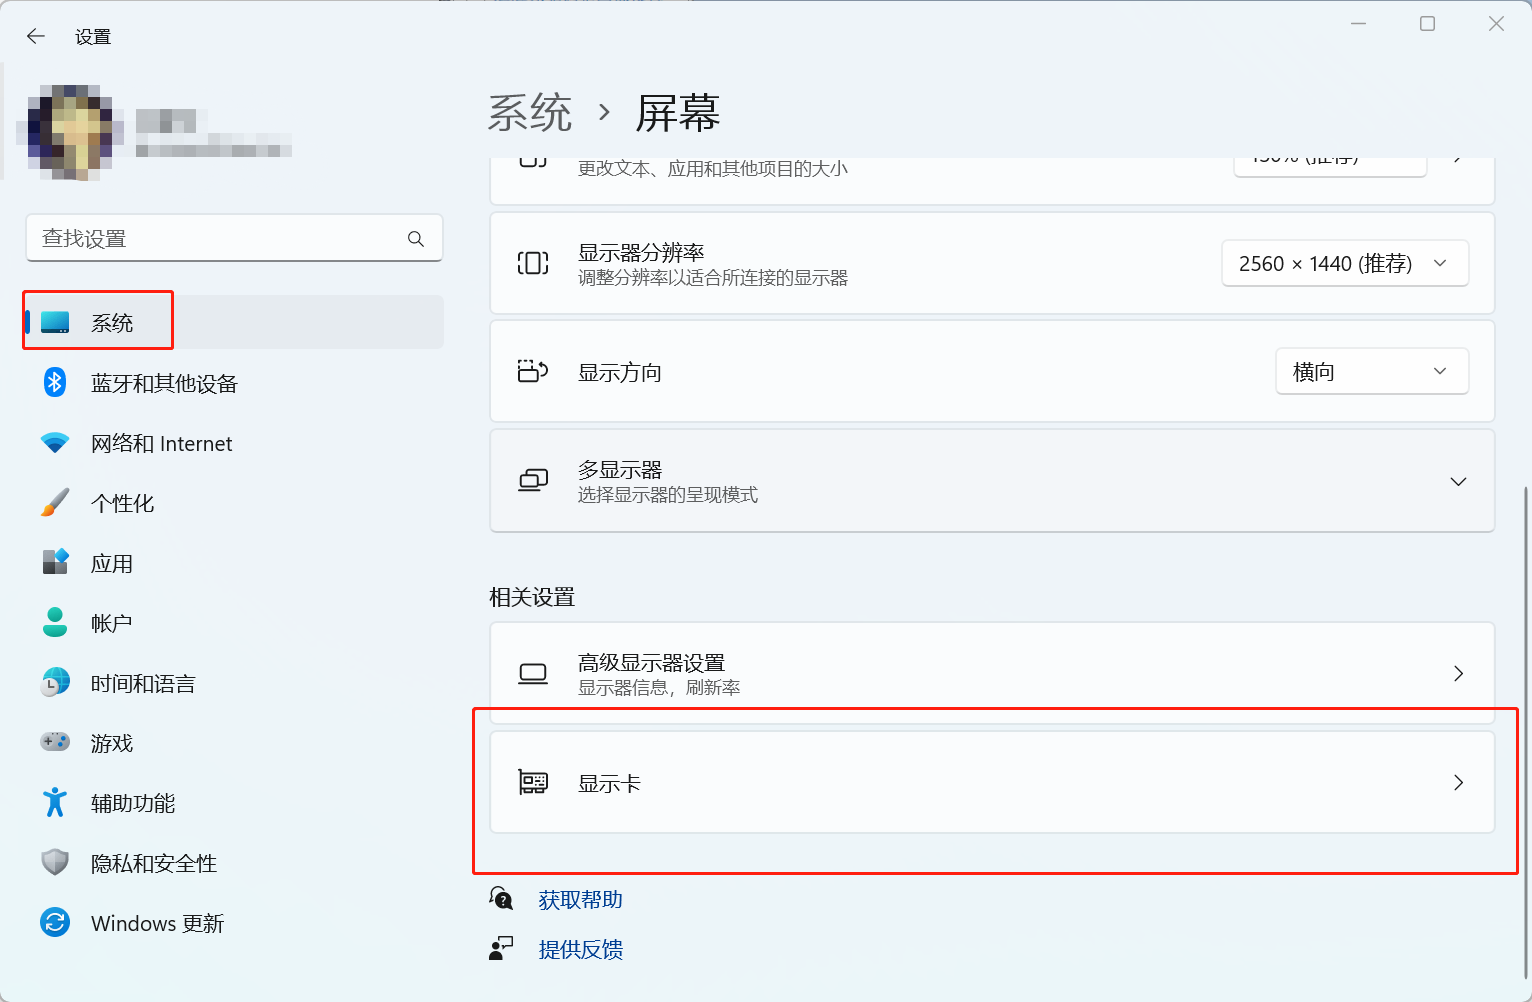 设置
查找设置
系统
蓝牙和其他设备
网络和 Internet
个性化
应用
帐户
时间和语言
游戏
辅助功能
隐私和安全性
Windows 更新
系统 › 屏幕
更改文本、应用和其他项目的大小
150% (推荐)
显示器分辨率
调整分辨率以适合所连接的显示器
2560 × 1440 (推荐)
显示方向
横向
多显示器
选择显示器的呈现模式
相关设置
高级显示器设置
显示器信息，刷新率
显示卡
获取帮助
提供反馈